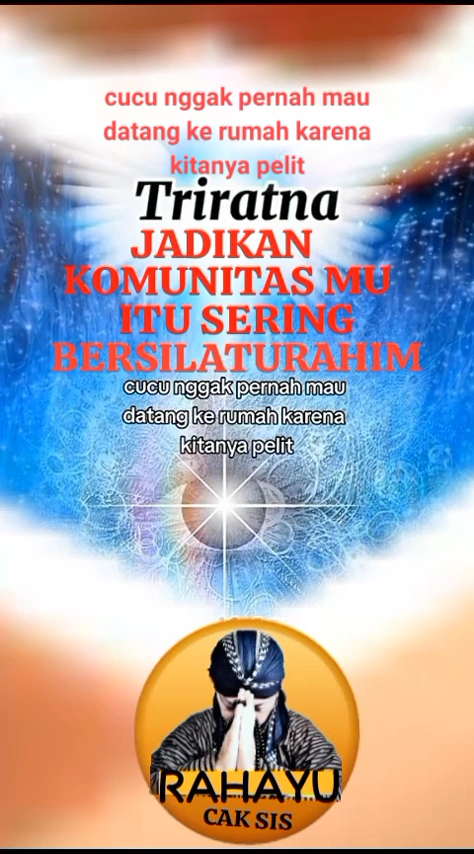 cucu nggak pernah mau
datang ke rumah karena
kitanya pelit
Triratna
JADIKAN
KOMUNITAS MU
ITU SERING
BERSILATURAHIM
cucu nggak pernah mau
datang ke rumah karena
kitanya pelit
RAHAYU
CAK SIS